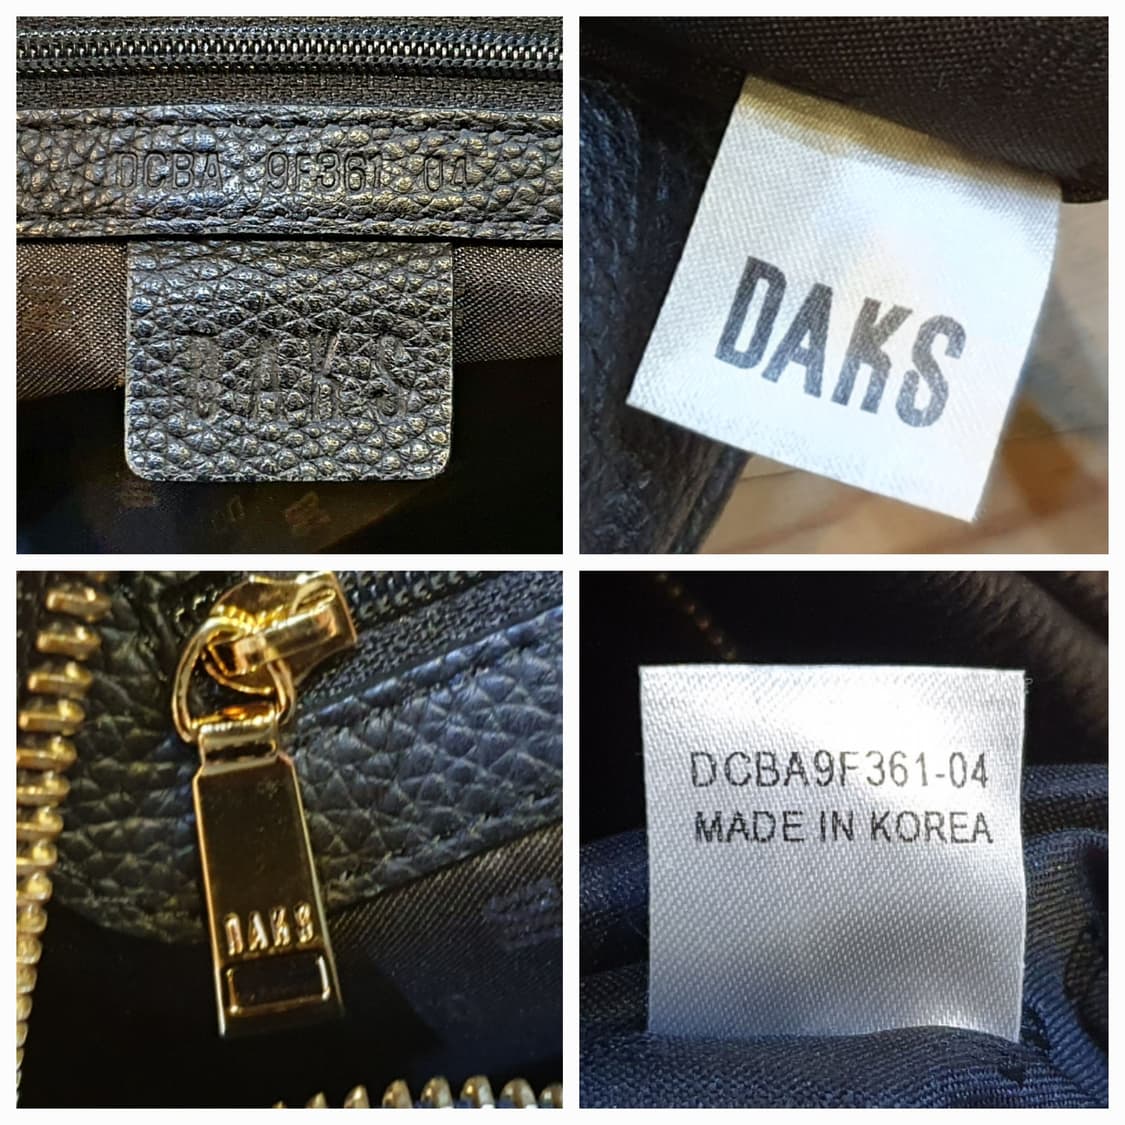 DCBA 9F361 04
DAKS
DAKS
DAKS
DCBA9F361-04
MADE IN KOREA